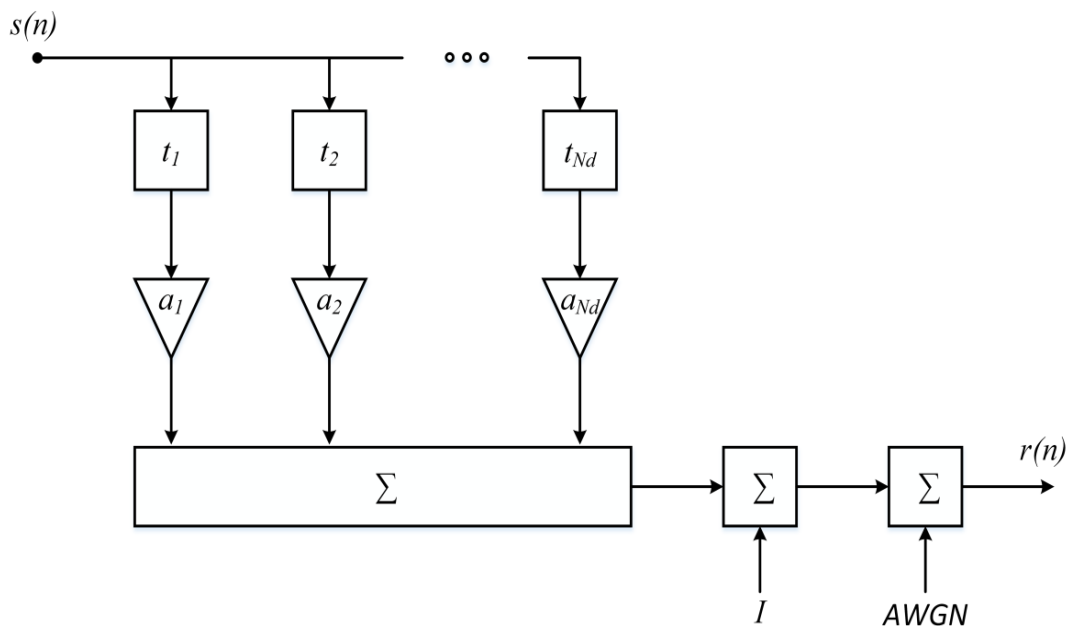 s(n)
t1 t2 tNd
a1 a2 aNd
∑ ∑ ∑ r(n)
I AWGN